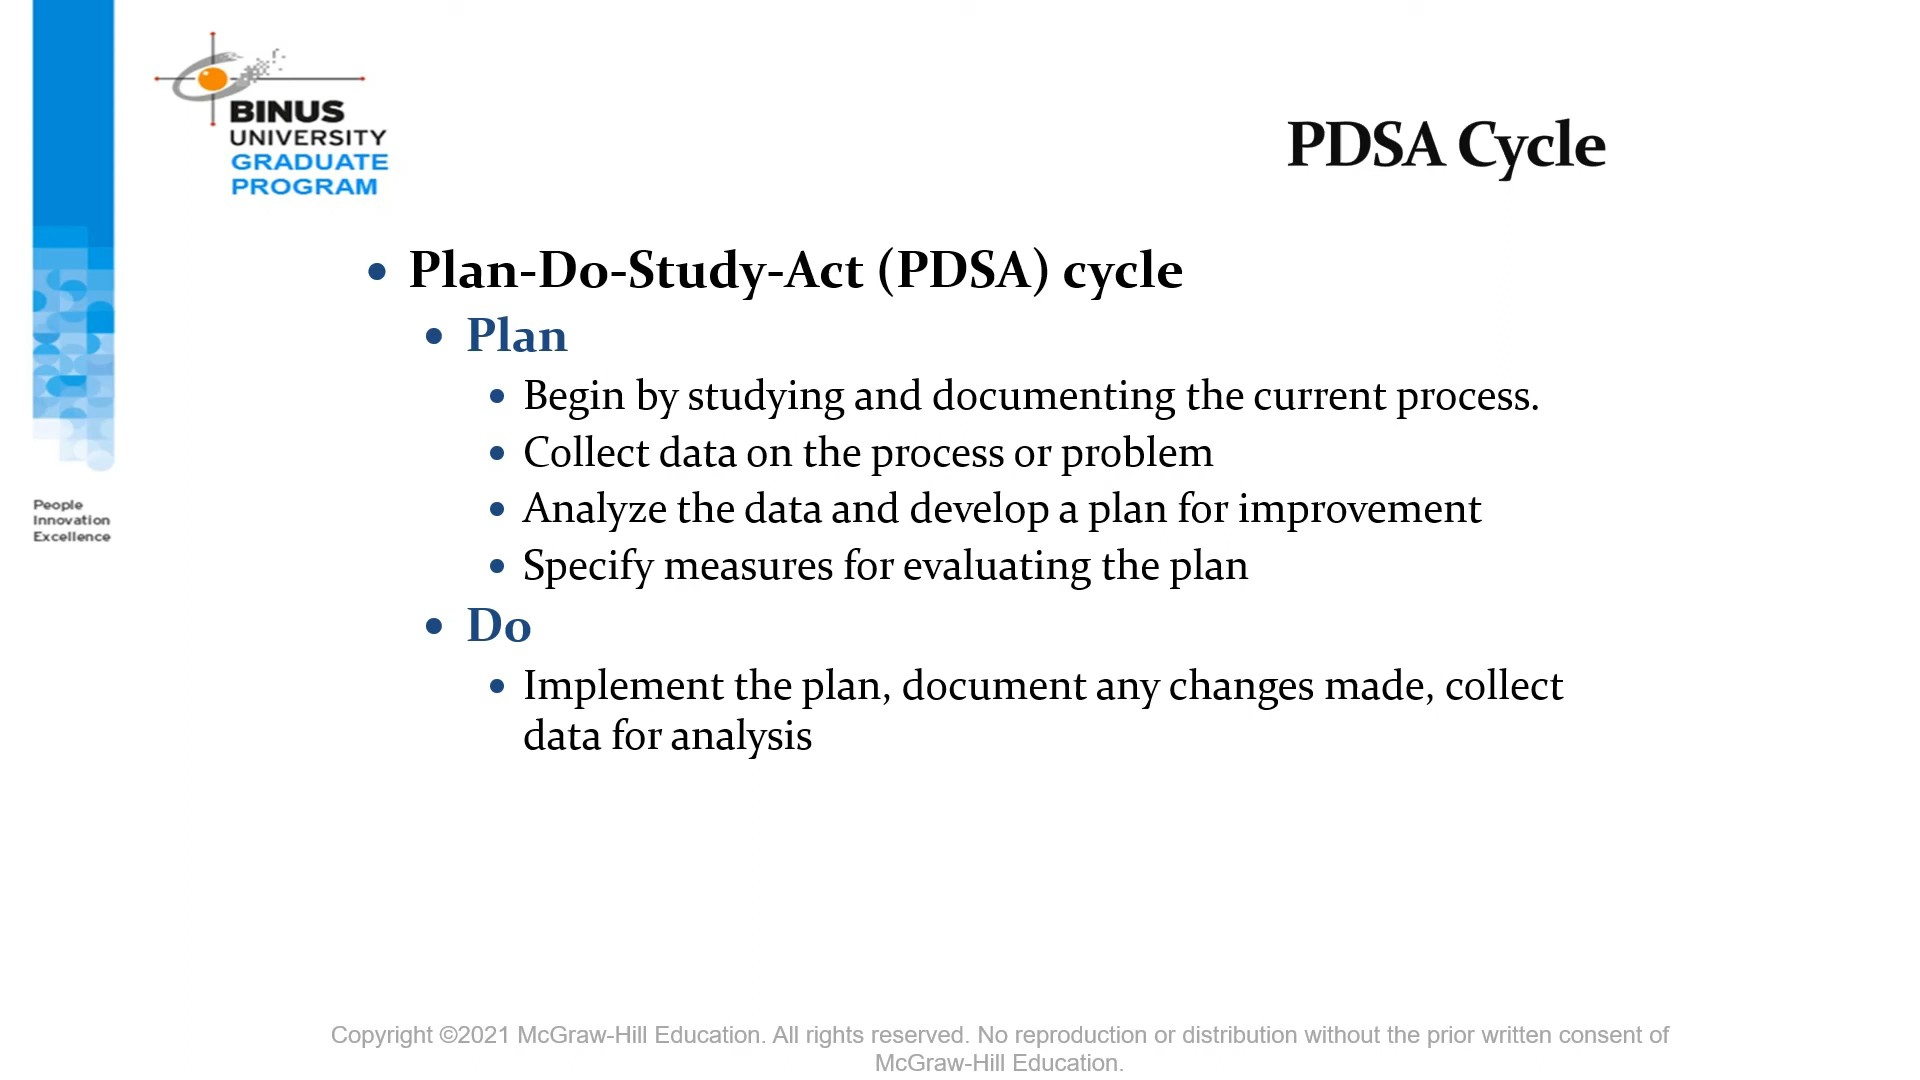 BINUS
UNIVERSITY
GRADUATE
PROGRAM
PDSA Cycle
• Plan-Do-Study-Act (PDSA) cycle
• Plan
• Begin by studying and documenting the current process.
• Collect data on the process or problem
• Analyze the data and develop a plan for improvement
• Specify measures for evaluating the plan
• Do
• Implement the plan, document any changes made, collect
data for analysis
People
Innovation
Excellence
Copyright ©2021 McGraw-Hill Education. All rights reserved. No reproduction or distribution without the prior written consent of
McGraw-Hill Education.